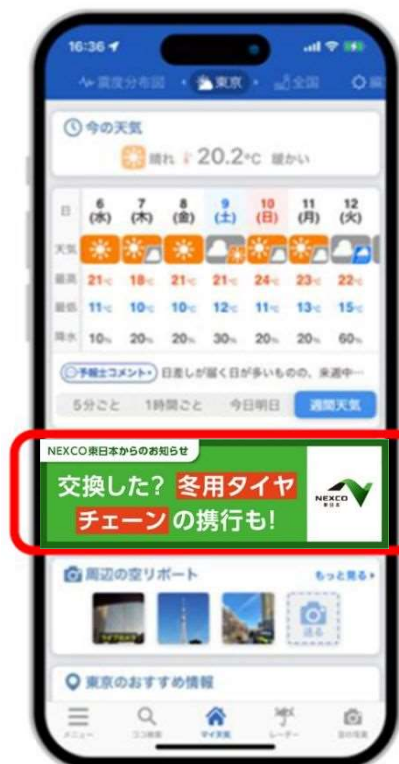 16:36
震度分布図 東京 全国
今の天気
晴れ 20.2℃ 暖かい
日 6(水) 7(木) 8(金) 9(土) 10(日) 11(月) 12(火)
天気
最高 21℃ 18℃ 21℃ 21℃ 24℃ 23℃ 22℃
最低 11℃ 10℃ 10℃ 12℃ 11℃ 13℃ 15℃
降水 10% 20% 20% 30% 20% 20% 60%
予報士コメント 日差しが届く日が多いものの、来週中…
5分ごと 1時間ごと 今日明日 週間天気
NEXCO東日本からのお知らせ
交換した? 冬用タイヤ
チェーン の携行も!
NEXCO
東日本
周辺の空リポート もっと見る
ライブカメラ 送る
東京のおすすめ情報
メニュー ココ検索 マイ天気 レーダー